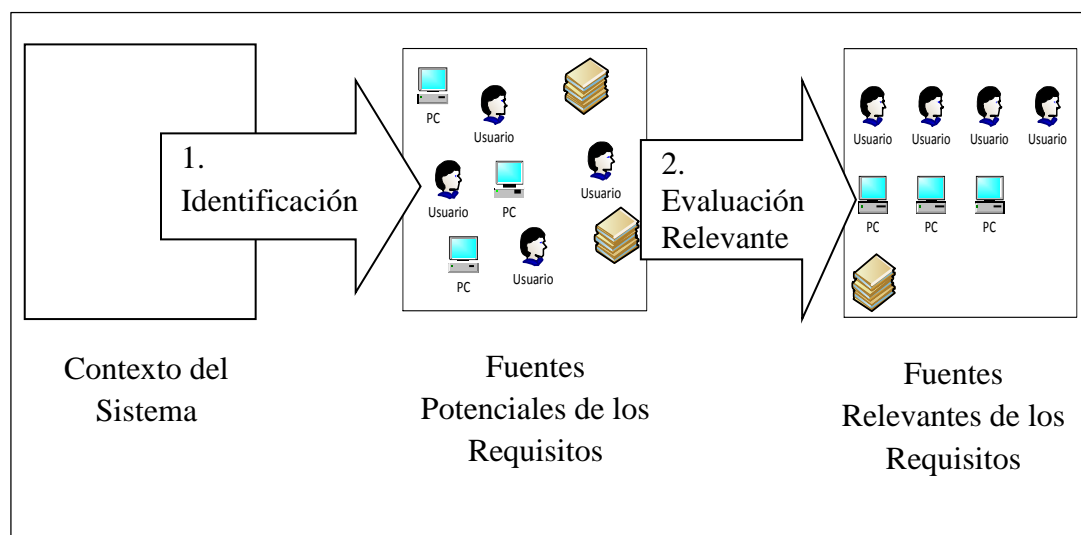 1.
Identificación
PC
Usuario
Usuario
PC
Usuario
PC
Usuario
2.
Evaluación
Relevante
Usuario
Usuario
Usuario
Usuario
PC
PC
PC
Contexto del
Sistema
Fuentes
Potenciales de los
Requisitos
Fuentes
Relevantes de los
Requisitos